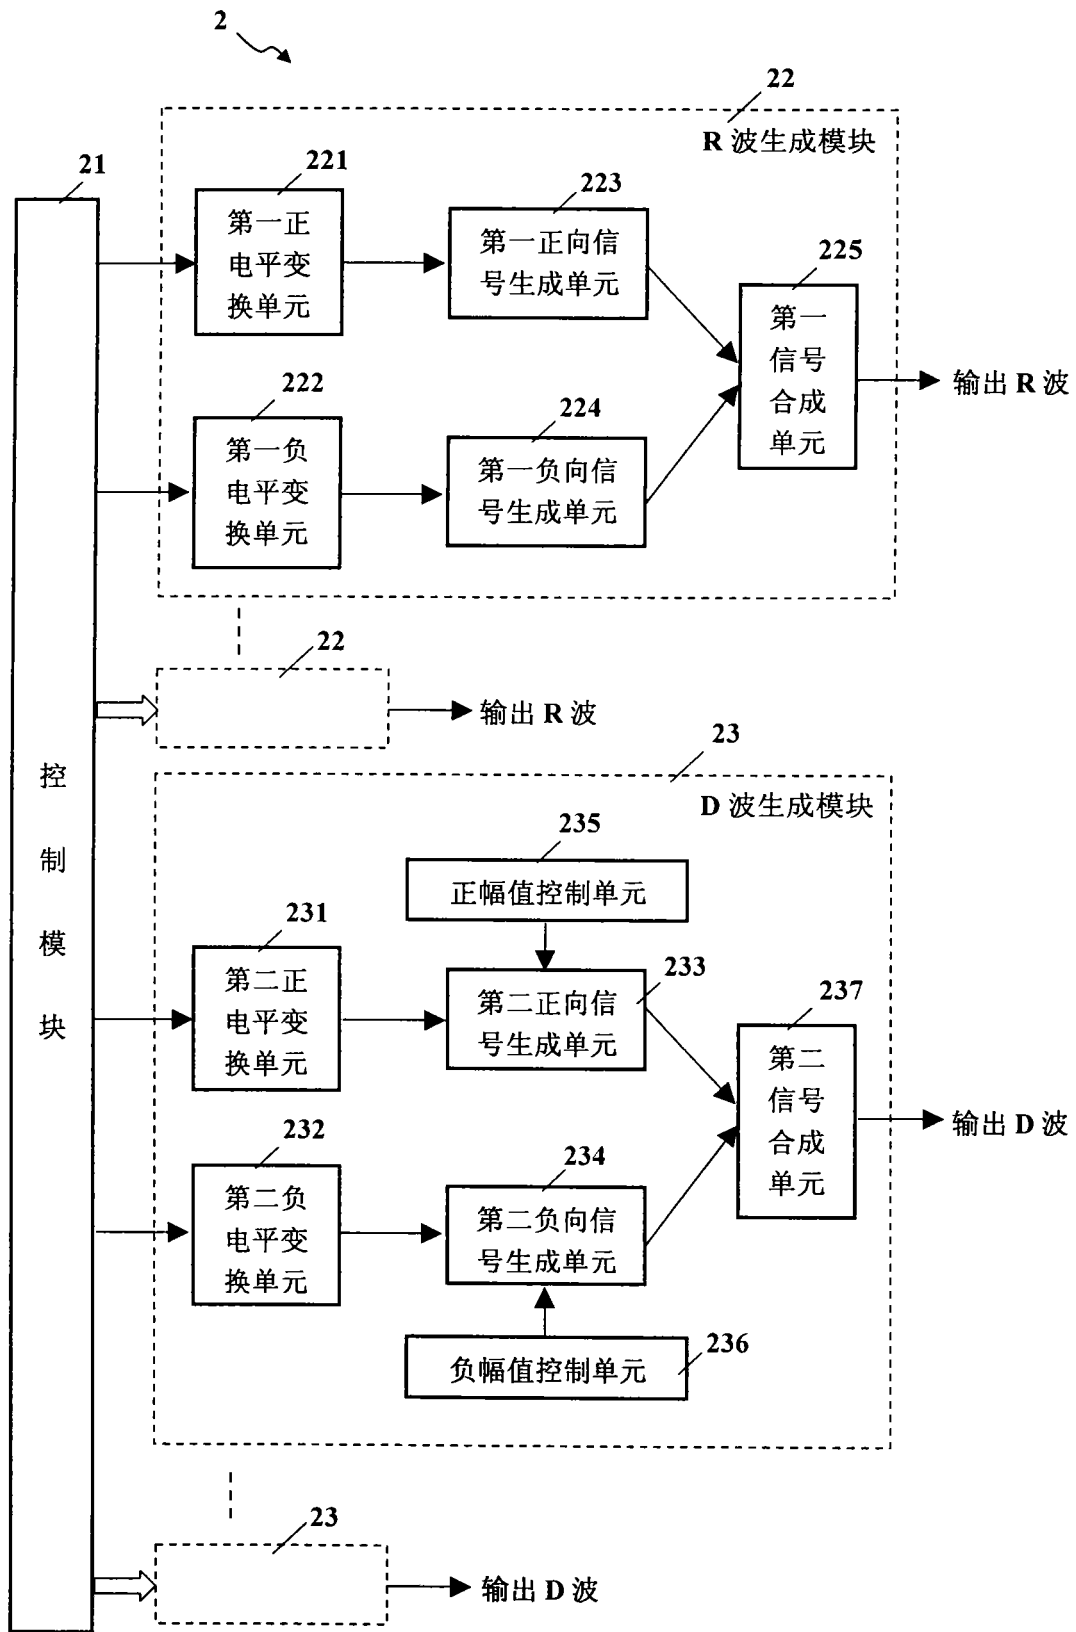 2
22
R 波生成模块
21
221
第一正
电平变
换单元
223
第一正向信
号生成单元
225
第一
信号
合成
单元
输出 R 波
222
第一负
电平变
换单元
224
第一负向信
号生成单元
22
输出 R 波
控
制
模
块
23
D 波生成模块
235
正幅值控制单元
231
第二正
电平变
换单元
233
第二正向信
号生成单元
237
第二
信号
合成
单元
输出 D 波
232
第二负
电平变
换单元
234
第二负向信
号生成单元
236
负幅值控制单元
23
输出 D 波